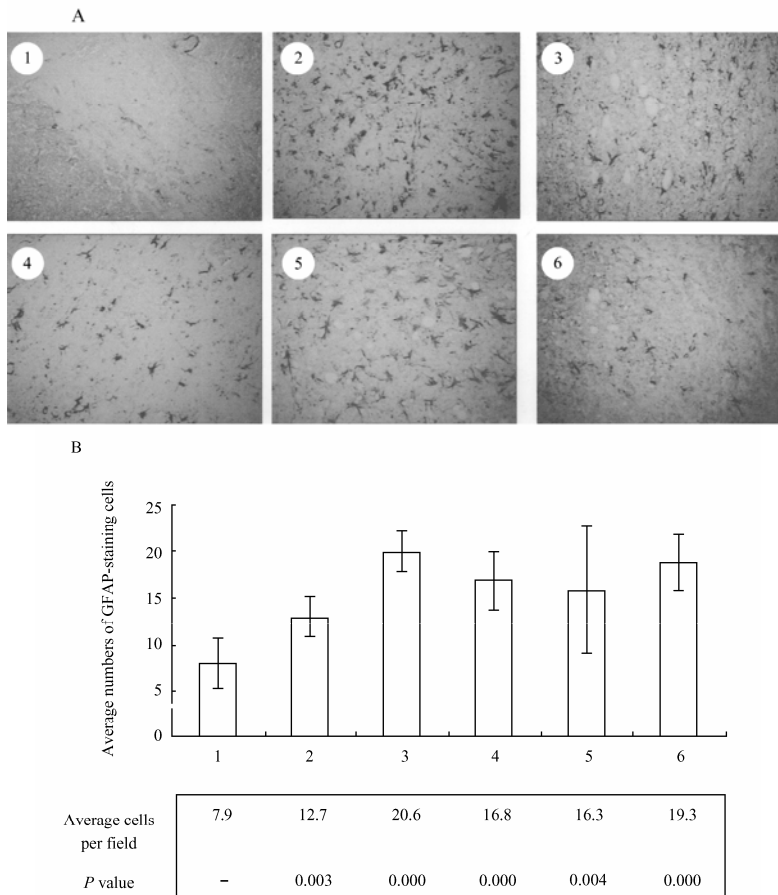 A
1 2 3
4 5 6
B
Average numbers of GFAP-staining cells
25
20
15
10
5
0
1 2 3 4 5 6
Average cells per field 7.9 12.7 20.6 16.8 16.3 19.3
P value – 0.003 0.000 0.000 0.004 0.000